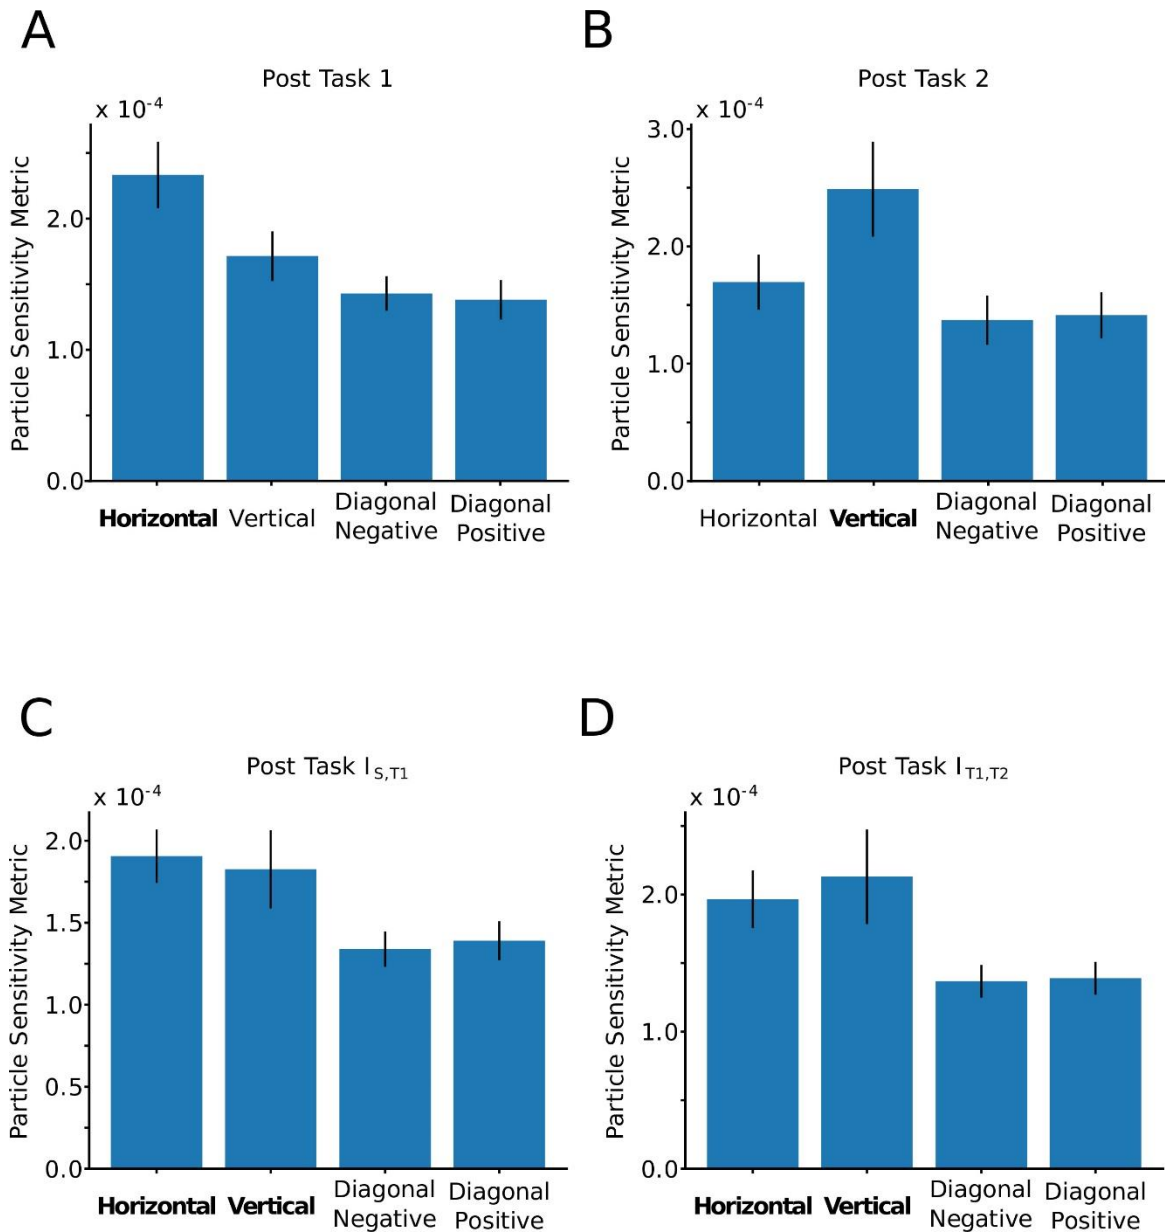 A
Post Task 1
x 10-4
Particle Sensitivity Metric
2.0
1.0
0.0
Horizontal Vertical Diagonal Negative Diagonal Positive
B
Post Task 2
x 10-4
Particle Sensitivity Metric
3.0
2.0
1.0
0.0
Horizontal Vertical Diagonal Negative Diagonal Positive
C
Post Task IS,T1
x 10-4
Particle Sensitivity Metric
2.0
1.5
1.0
0.5
0.0
Horizontal Vertical Diagonal Negative Diagonal Positive
D
Post Task IT1,T2
x 10-4
Particle Sensitivity Metric
2.0
1.0
0.0
Horizontal Vertical Diagonal Negative Diagonal Positive